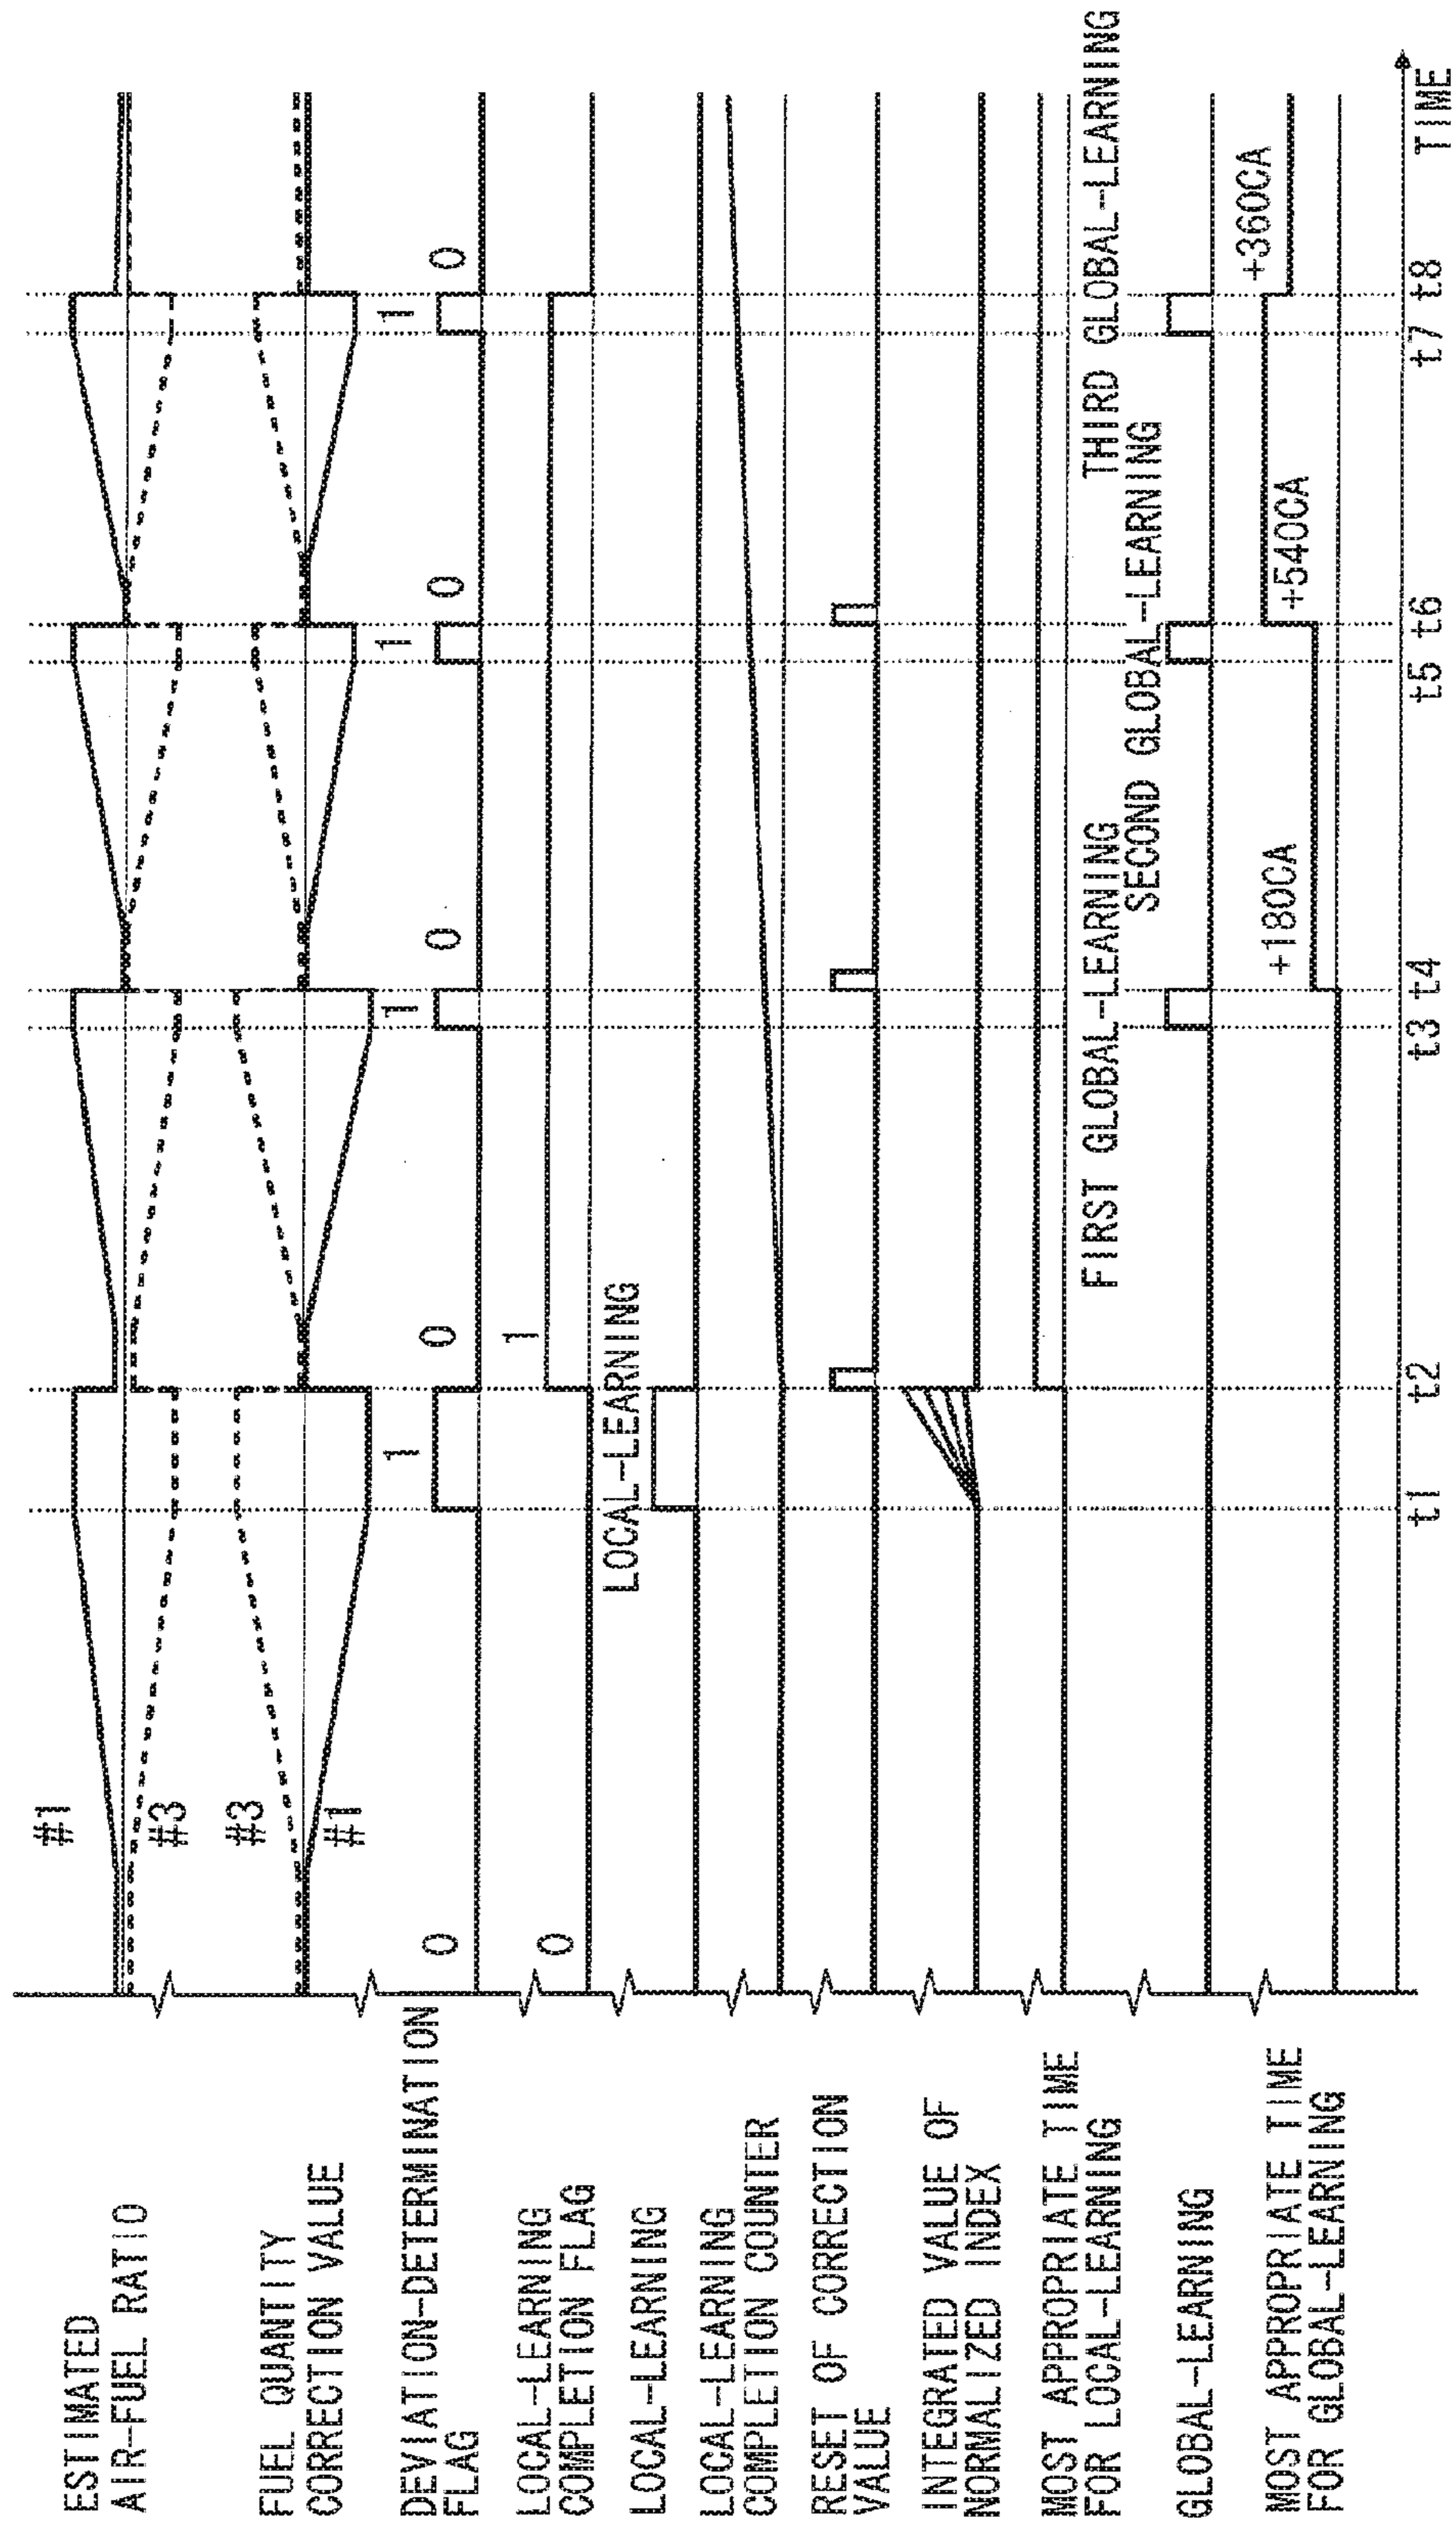 ESTIMATED
AIR-FUEL RATIO
#1
#3
FUEL QUANTITY
CORRECTION VALUE
#3
#1
DEVIATION-DETERMINATION
FLAG
0
1
0
1
0
1
0
1
0
LOCAL-LEARNING
COMPLETION FLAG
0
1
LOCAL-LEARNING
LOCAL-LEARNING
LOCAL-LEARNING
COMPLETION COUNTER
RESET OF CORRECTION
VALUE
INTEGRATED VALUE OF
NORMALIZED INDEX
MOST APPROPRIATE TIME
FOR LOCAL-LEARNING
GLOBAL-LEARNING
FIRST GLOBAL-LEARNING
SECOND GLOBAL-LEARNING
THIRD GLOBAL-LEARNING
MOST APPROPRIATE TIME
FOR GLOBAL-LEARNING
+180CA
+540CA
+360CA
t1 t2 t3 t4 t5 t6 t7 t8 TIME